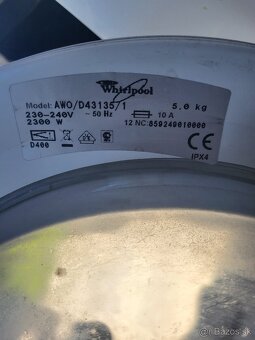 Whirlpool
Model: AWO/D43135/1 5.0 kg
230-240V ~ 50 Hz 10 A
2300 W 12 NC:859249010000
D400
IPX4
CE
© Bazos.sk